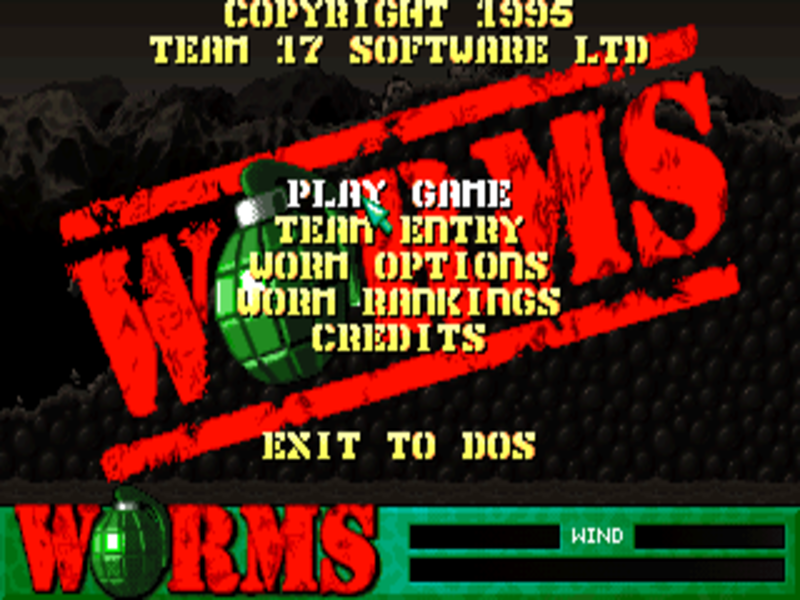 COPYRIGHT 1995
TEAM 17 SOFTWARE LTD
WORMS
PLAY GAME
TEAM ENTRY
WORM OPTIONS
WORM RANKINGS
CREDITS
EXIT TO DOS
WORMS
WIND